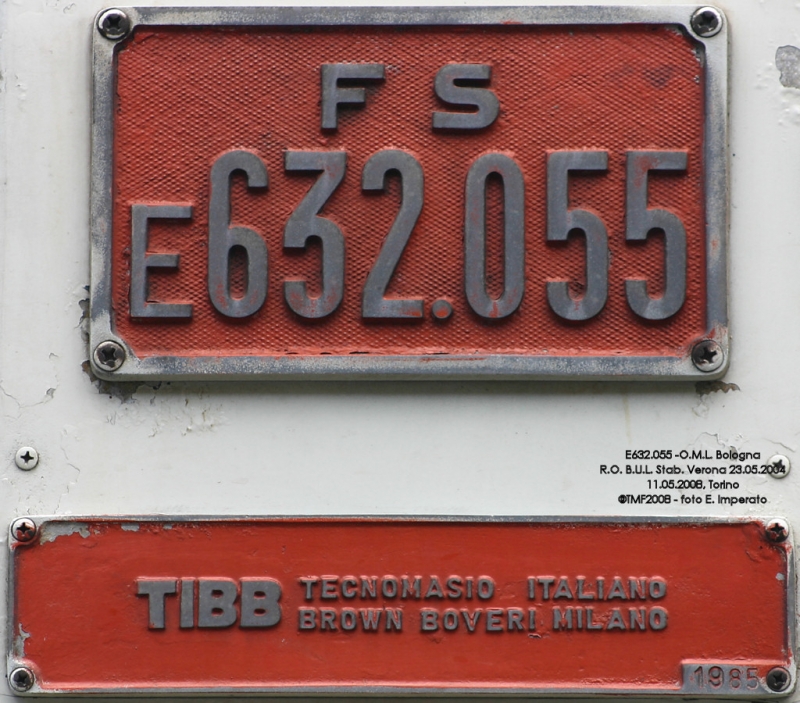 F S
E632.055
E632.055 -O.M.L. Bologna
R.O. B.U.L. Stab. Verona 23.05.2004
11.05.2008, Torino
©TMF2008 - foto E. Imperato
TIBB TECNOMASIO ITALIANO
BROWN BOVERI MILANO
1985